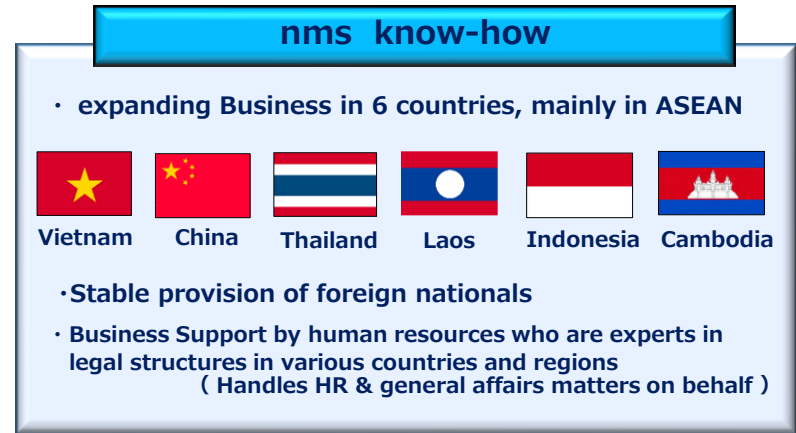 nms know-how
・ expanding Business in 6 countries, mainly in ASEAN
Vietnam China Thailand Laos Indonesia Cambodia
・Stable provision of foreign nationals
・Business Support by human resources who are experts in
legal structures in various countries and regions
（ Handles HR & general affairs matters on behalf ）